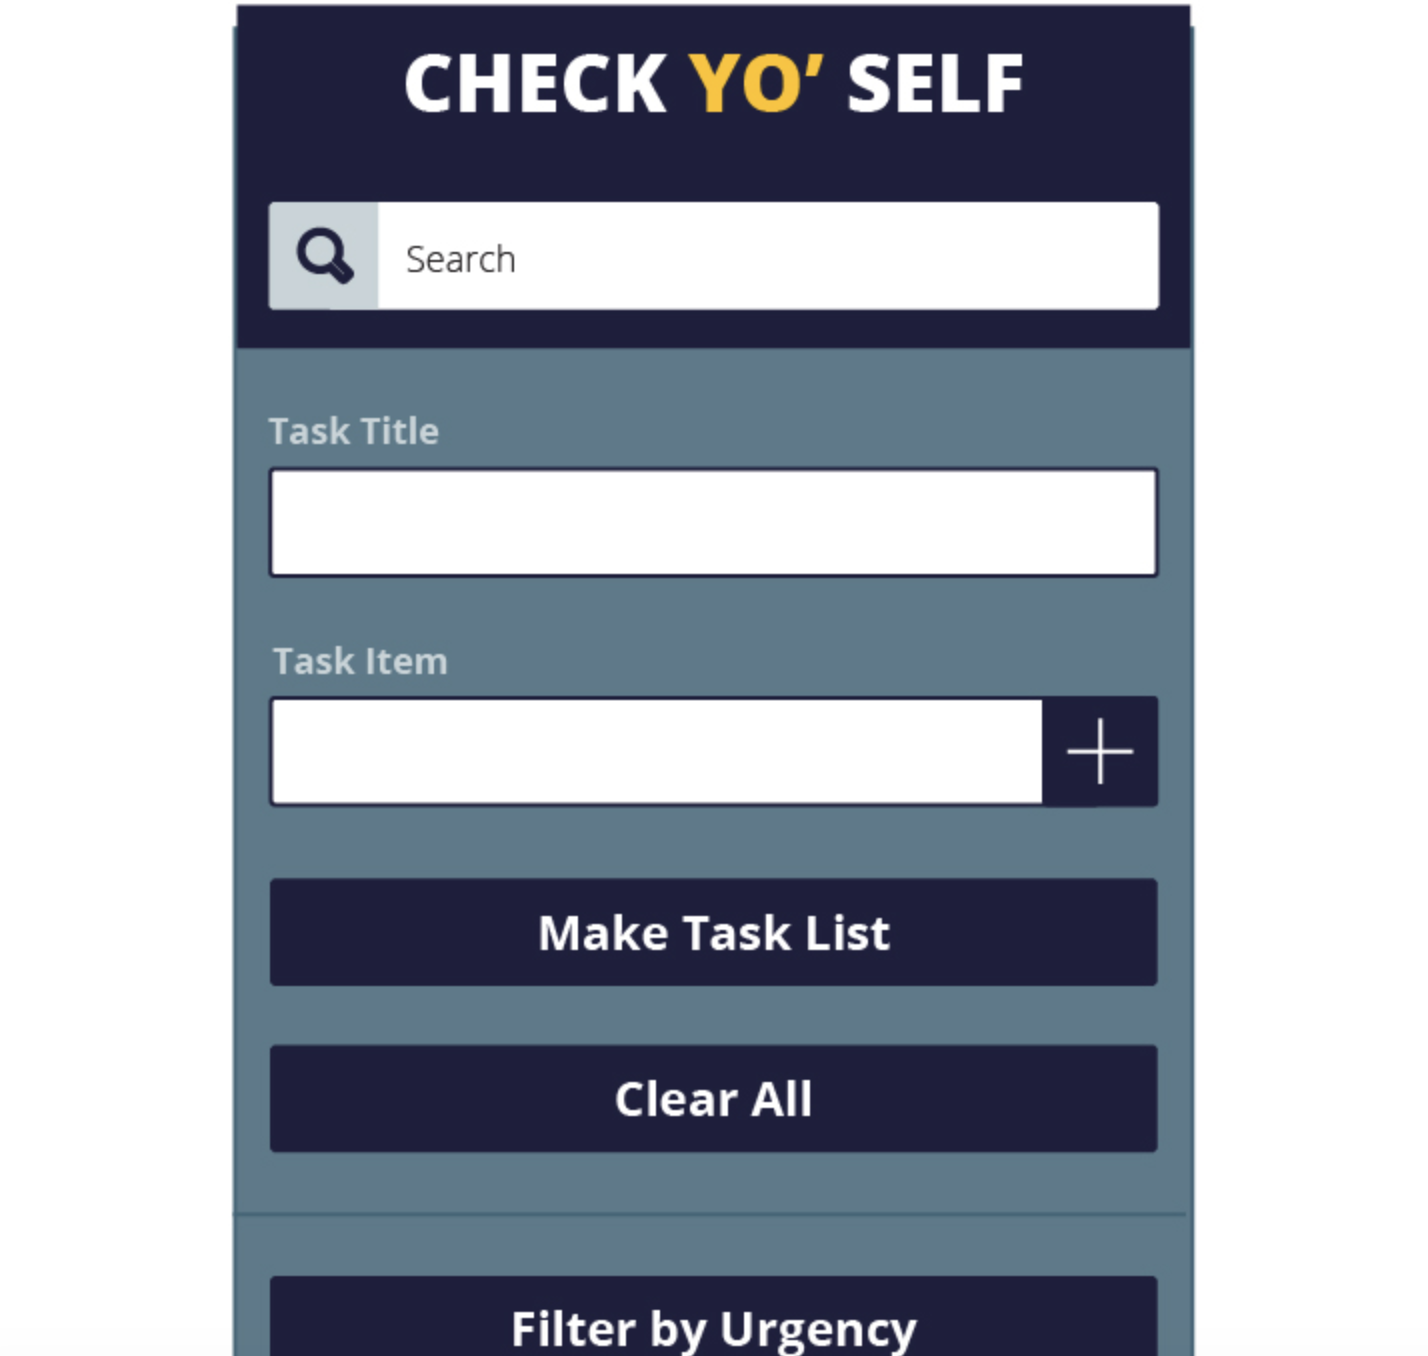 CHECK YO’ SELF
Search
Task Title
Task Item
Make Task List
Clear All
Filter by Urgency